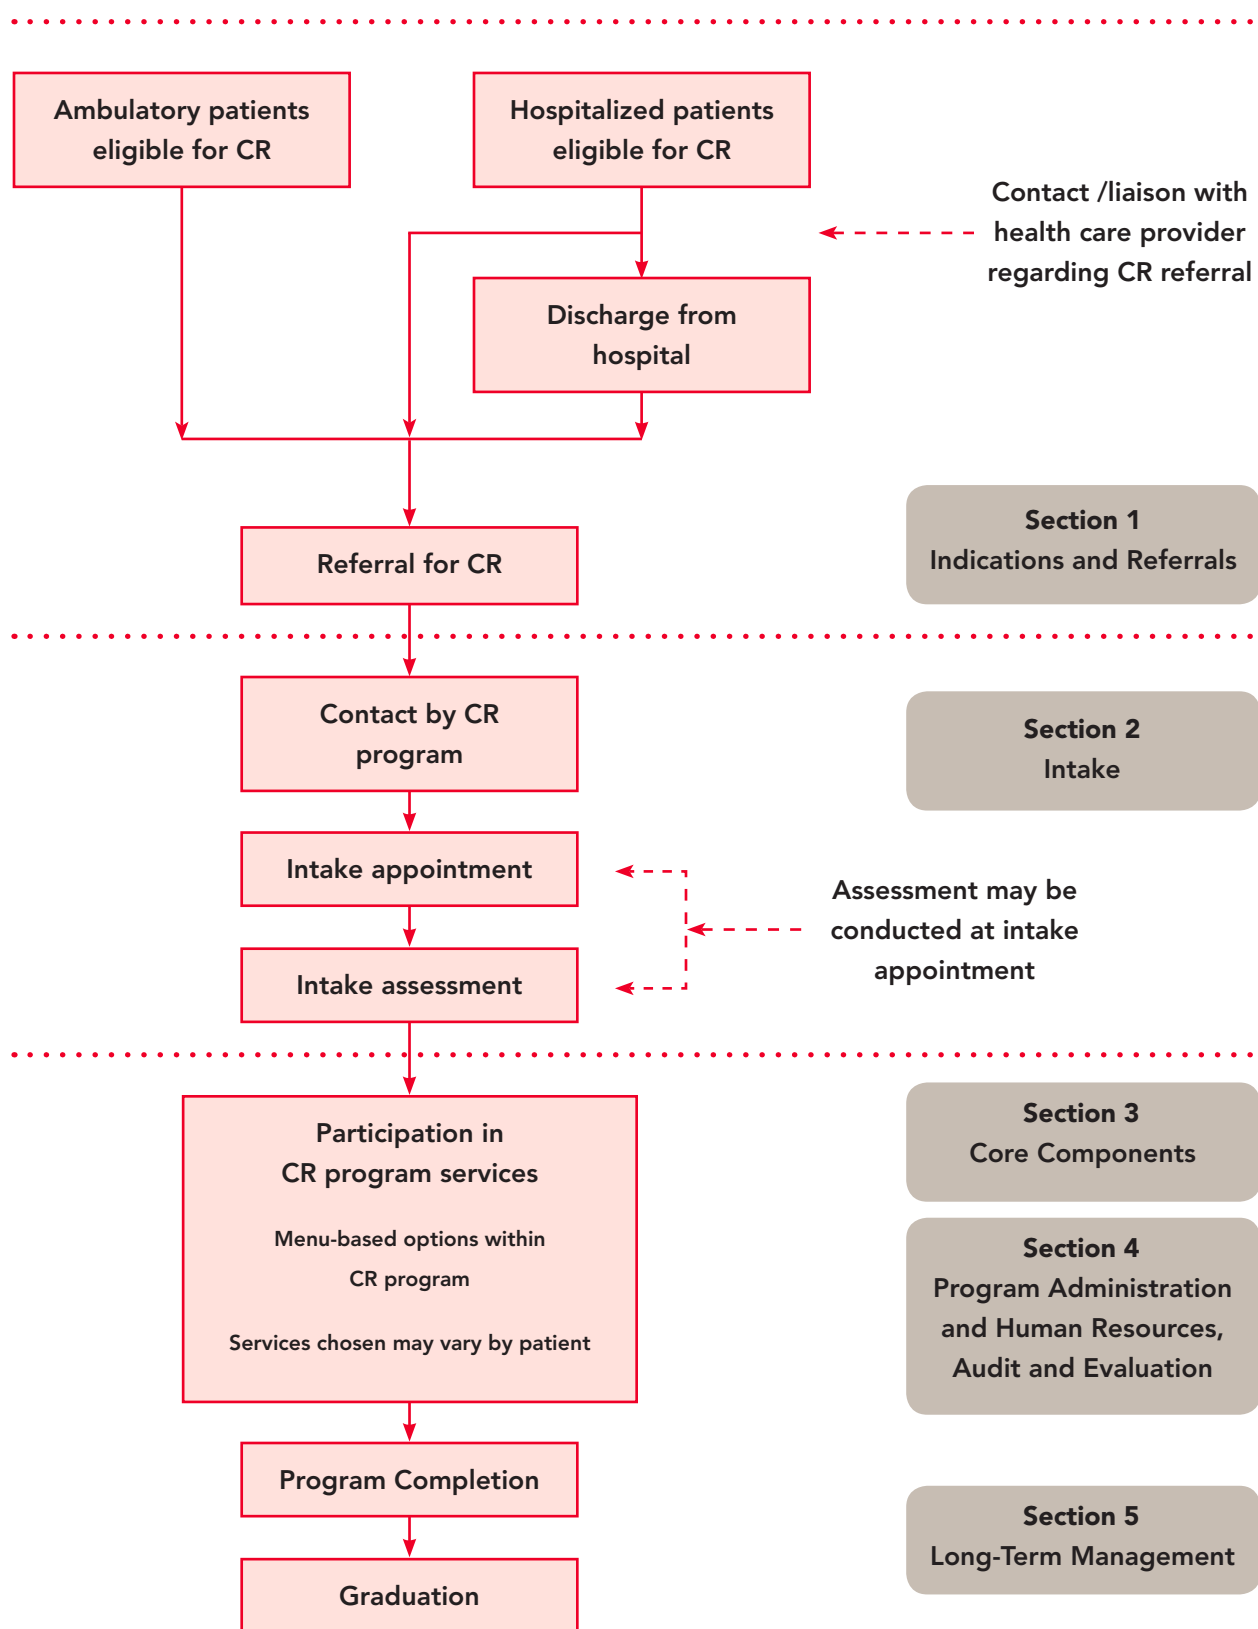 Ambulatory patients
eligible for CR
Hospitalized patients
eligible for CR
Contact /liaison with
health care provider
regarding CR referral
Discharge from
hospital
Referral for CR
Section 1
Indications and Referrals
Contact by CR
program
Section 2
Intake
Intake appointment
Assessment may be
conducted at intake
appointment
Intake assessment
Participation in
CR program services
Menu-based options within
CR program
Services chosen may vary by patient
Section 3
Core Components
Section 4
Program Administration
and Human Resources,
Audit and Evaluation
Program Completion
Section 5
Long-Term Management
Graduation